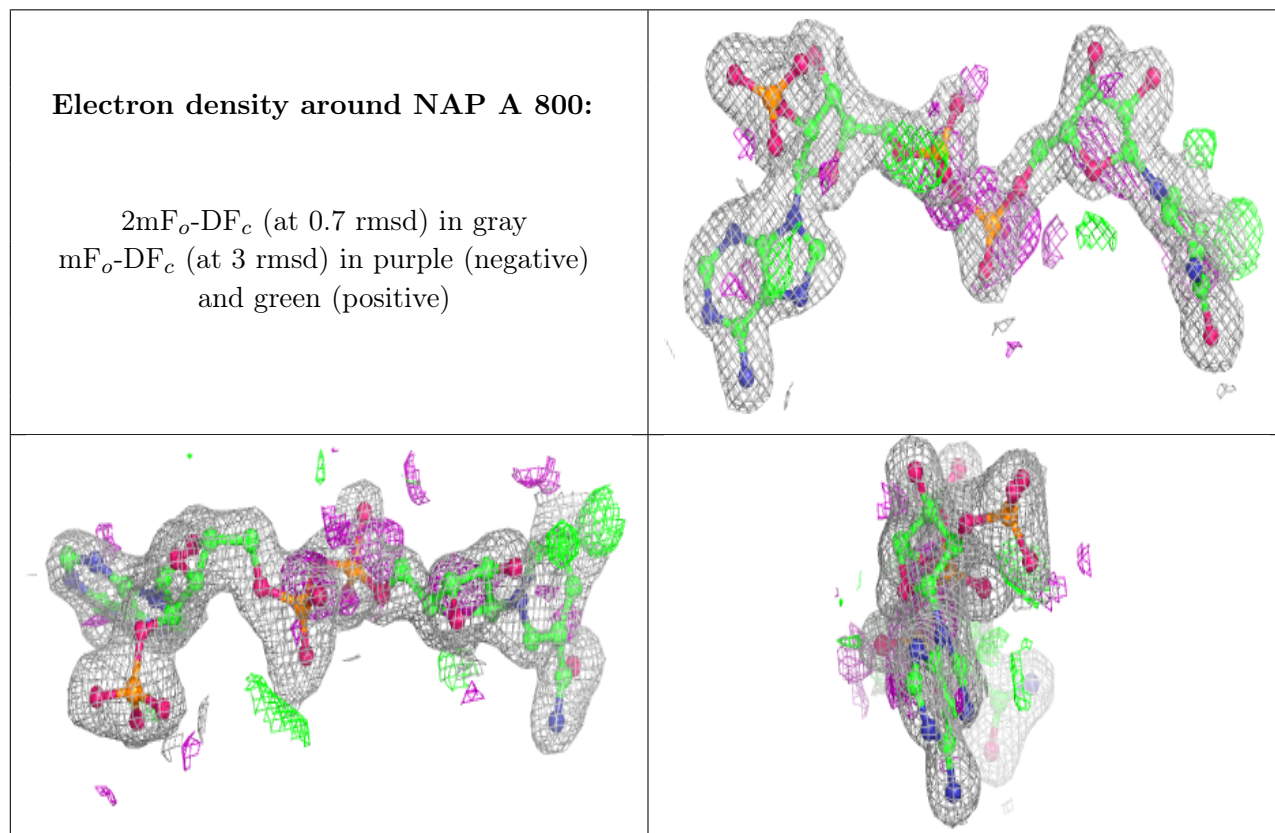 Electron density around NAP A 800:
2mFₒ-DF𝒸 (at 0.7 rmsd) in gray
mFₒ-DF𝒸 (at 3 rmsd) in purple (negative)
and green (positive)